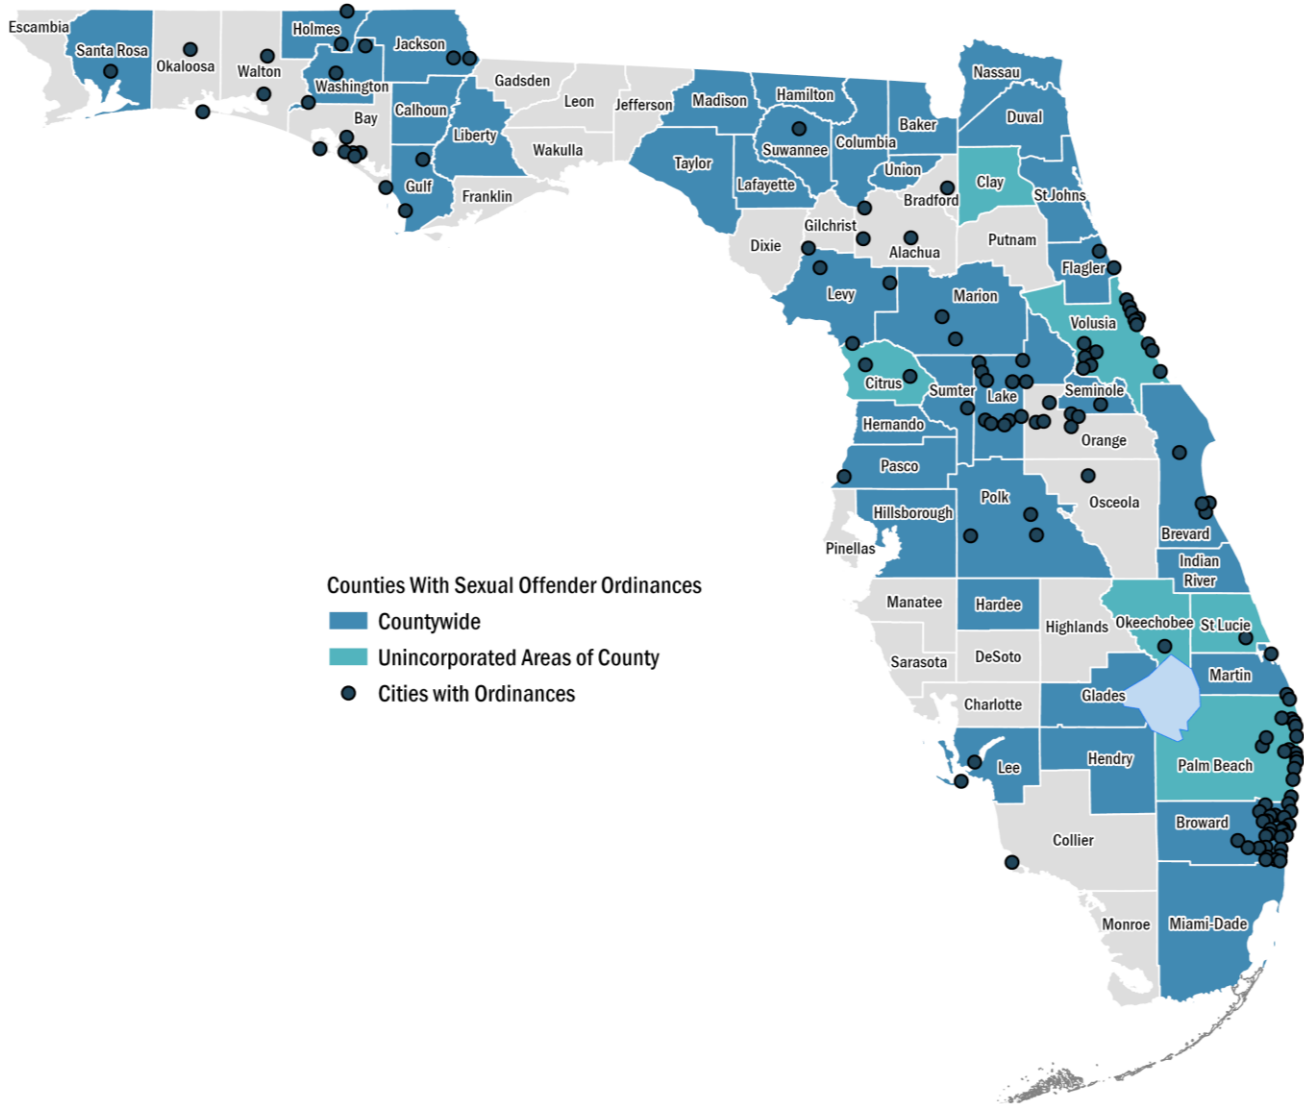 Escambia
Santa Rosa
Okaloosa
Walton
Holmes
Washington
Jackson
Bay
Calhoun
Gulf
Liberty
Gadsden
Leon
Jefferson
Wakulla
Franklin
Madison
Hamilton
Taylor
Suwannee
Lafayette
Columbia
Baker
Nassau
Duval
Union
Bradford
Clay
St Johns
Dixie
Gilchrist
Alachua
Putnam
Flagler
Levy
Marion
Volusia
Citrus
Sumter
Lake
Seminole
Hernando
Orange
Pasco
Polk
Osceola
Hillsborough
Pinellas
Brevard
Indian
River
Counties With Sexual Offender Ordinances
Countywide
Unincorporated Areas of County
Cities with Ordinances
Manatee
Hardee
Highlands
Okeechobee
St Lucie
Sarasota
DeSoto
Martin
Charlotte
Glades
Lee
Hendry
Palm Beach
Collier
Broward
Monroe
Miami-Dade